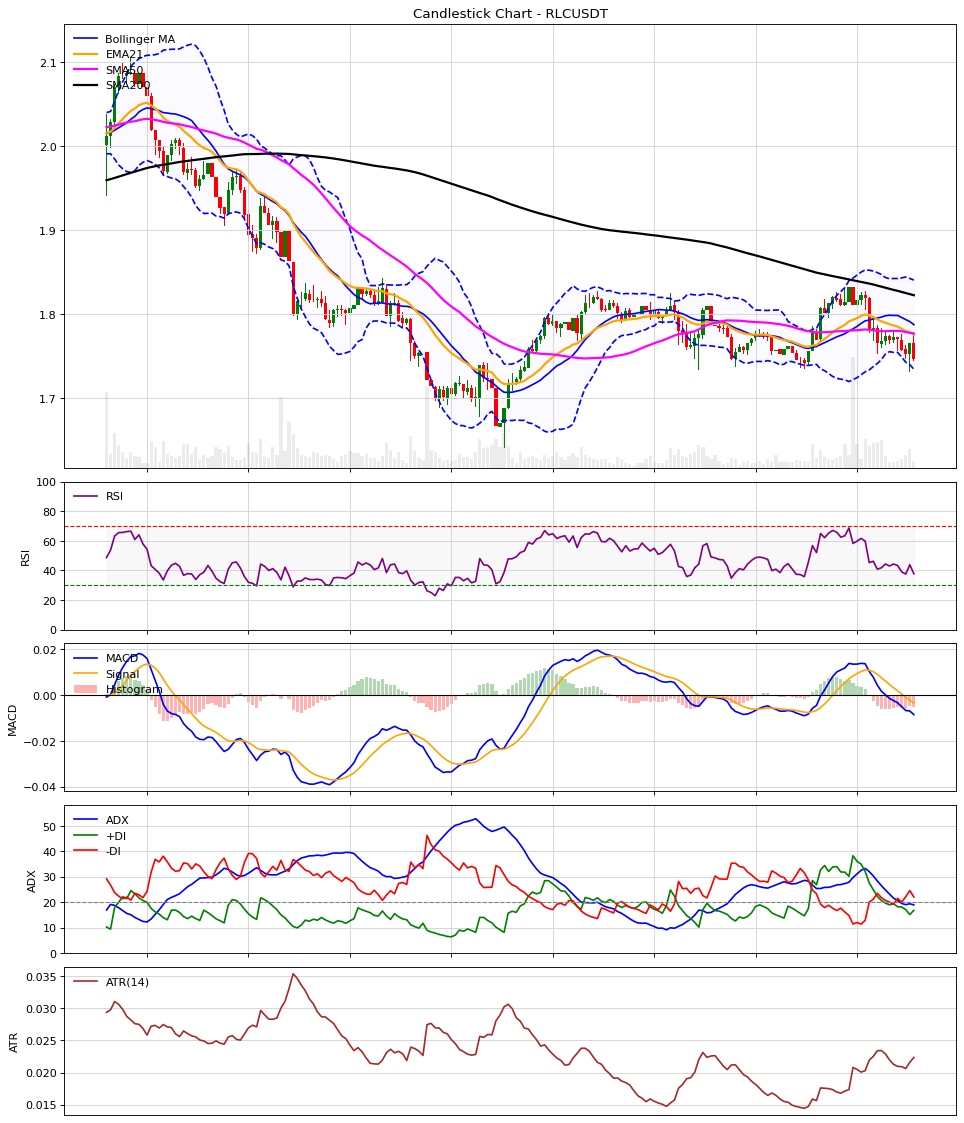 Candlestick Chart - RLCUSDT
Bollinger MA
EMA21
SMA50
SMA200
2.1
2.0
1.9
1.8
1.7
RSI
100
80
60
40
20
0
RSI
MACD
Signal
Histogram
0.02
0.00
−0.02
−0.04
MACD
ADX
+DI
-DI
50
40
30
20
10
0
ADX
ATR(14)
0.035
0.030
0.025
0.020
0.015
ATR